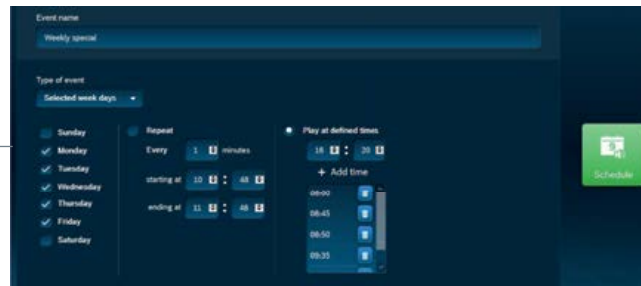 Event name
Weekly special
Type of event
Selected week days
Sunday
Monday
Tuesday
Wednesday
Thursday
Friday
Saturday
Repeat
Every 1 minutes
starting at 10 : 48
ending at 11 : 48
Play at defined times
18 : 20
+ Add time
08:00
08:45
08:50
09:35
Schedule